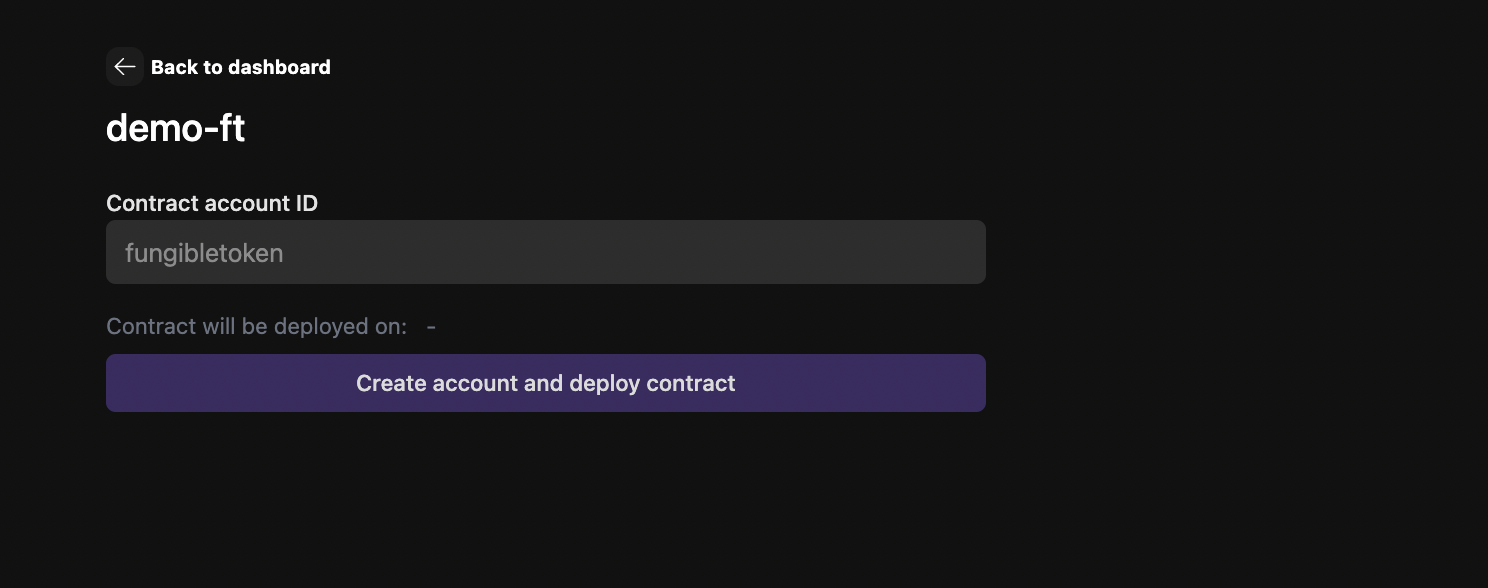 Back to dashboard
demo-ft
Contract account ID
fungibletoken
Contract will be deployed on: -
Create account and deploy contract